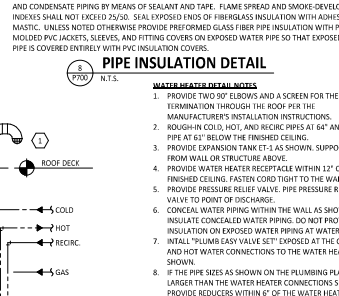 AND CONDENSATE PIPING BY MEANS OF SEALANT AND TAPE.  FLAME SPREAD AND SMOKE-DEVELO
INDEXES SHALL NOT EXCEED 25/50.  SEAL EXPOSED ENDS OF FIBERGLASS INSULATION WITH ADHES
MASTIC.  UNLESS NOTED OTHERWISE PROVIDE PREFORMED GLASS FIBER PIPE INSULATION WITH P
MOLDED PVC JACKETS, SLEEVES, AND FITTING COVERS ON EXPOSED WATER PIPE SO THAT EXPOSE
PIPE IS COVERED ENTIRELY WITH PVC INSULATION COVERS.
8
P700
PIPE INSULATION DETAIL
N.T.S.
WATER HEATER DETAIL NOTES
1. PROVIDE TWO 90° ELBOWS AND A SCREEN FOR THE
TERMINATION THROUGH THE ROOF PER THE
MANUFACTURER'S INSTALLATION INSTRUCTIONS.
2. ROUGH-IN COLD, HOT, AND RECIRC PIPES AT 64" AN
PIPE AT 61" BELOW THE FINISHED CEILING.
3. PROVIDE EXPANSION TANK ET-1 AS SHOWN. SUPPO
FROM WALL OR STRUCTURE ABOVE.
4. PROVIDE WATER HEATER RECEPTACLE WITHIN 12" O
FINISHED CEILING. FASTEN CORD TIGHT TO THE WA
5. PROVIDE PRESSURE RELIEF VALVE. PIPE PRESSURE R
VALVE TO POINT OF DISCHARGE.
6. CONCEAL WATER PIPING WITHIN THE WALL AS SHO
INSULATE CONCEALED WATER PIPING. DO NOT PRO
INSULATION ON EXPOSED WATER PIPING AT WATER
7. INTALL "PLUMB EASY VALVE SET" EXPOSED AT THE C
AND HOT WATER CONNECTIONS TO THE WATER HEA
SHOWN.
8. IF THE PIPE SIZES AS SHOWN ON THE PLUMBING PLA
LARGER THAN THE WATER HEATER CONNECTIONS S
PROVIDE REDUCERS WITHIN 6" OF THE WATER HEAT
1
ROOF DECK
COLD
HOT
RECIRC.
GAS